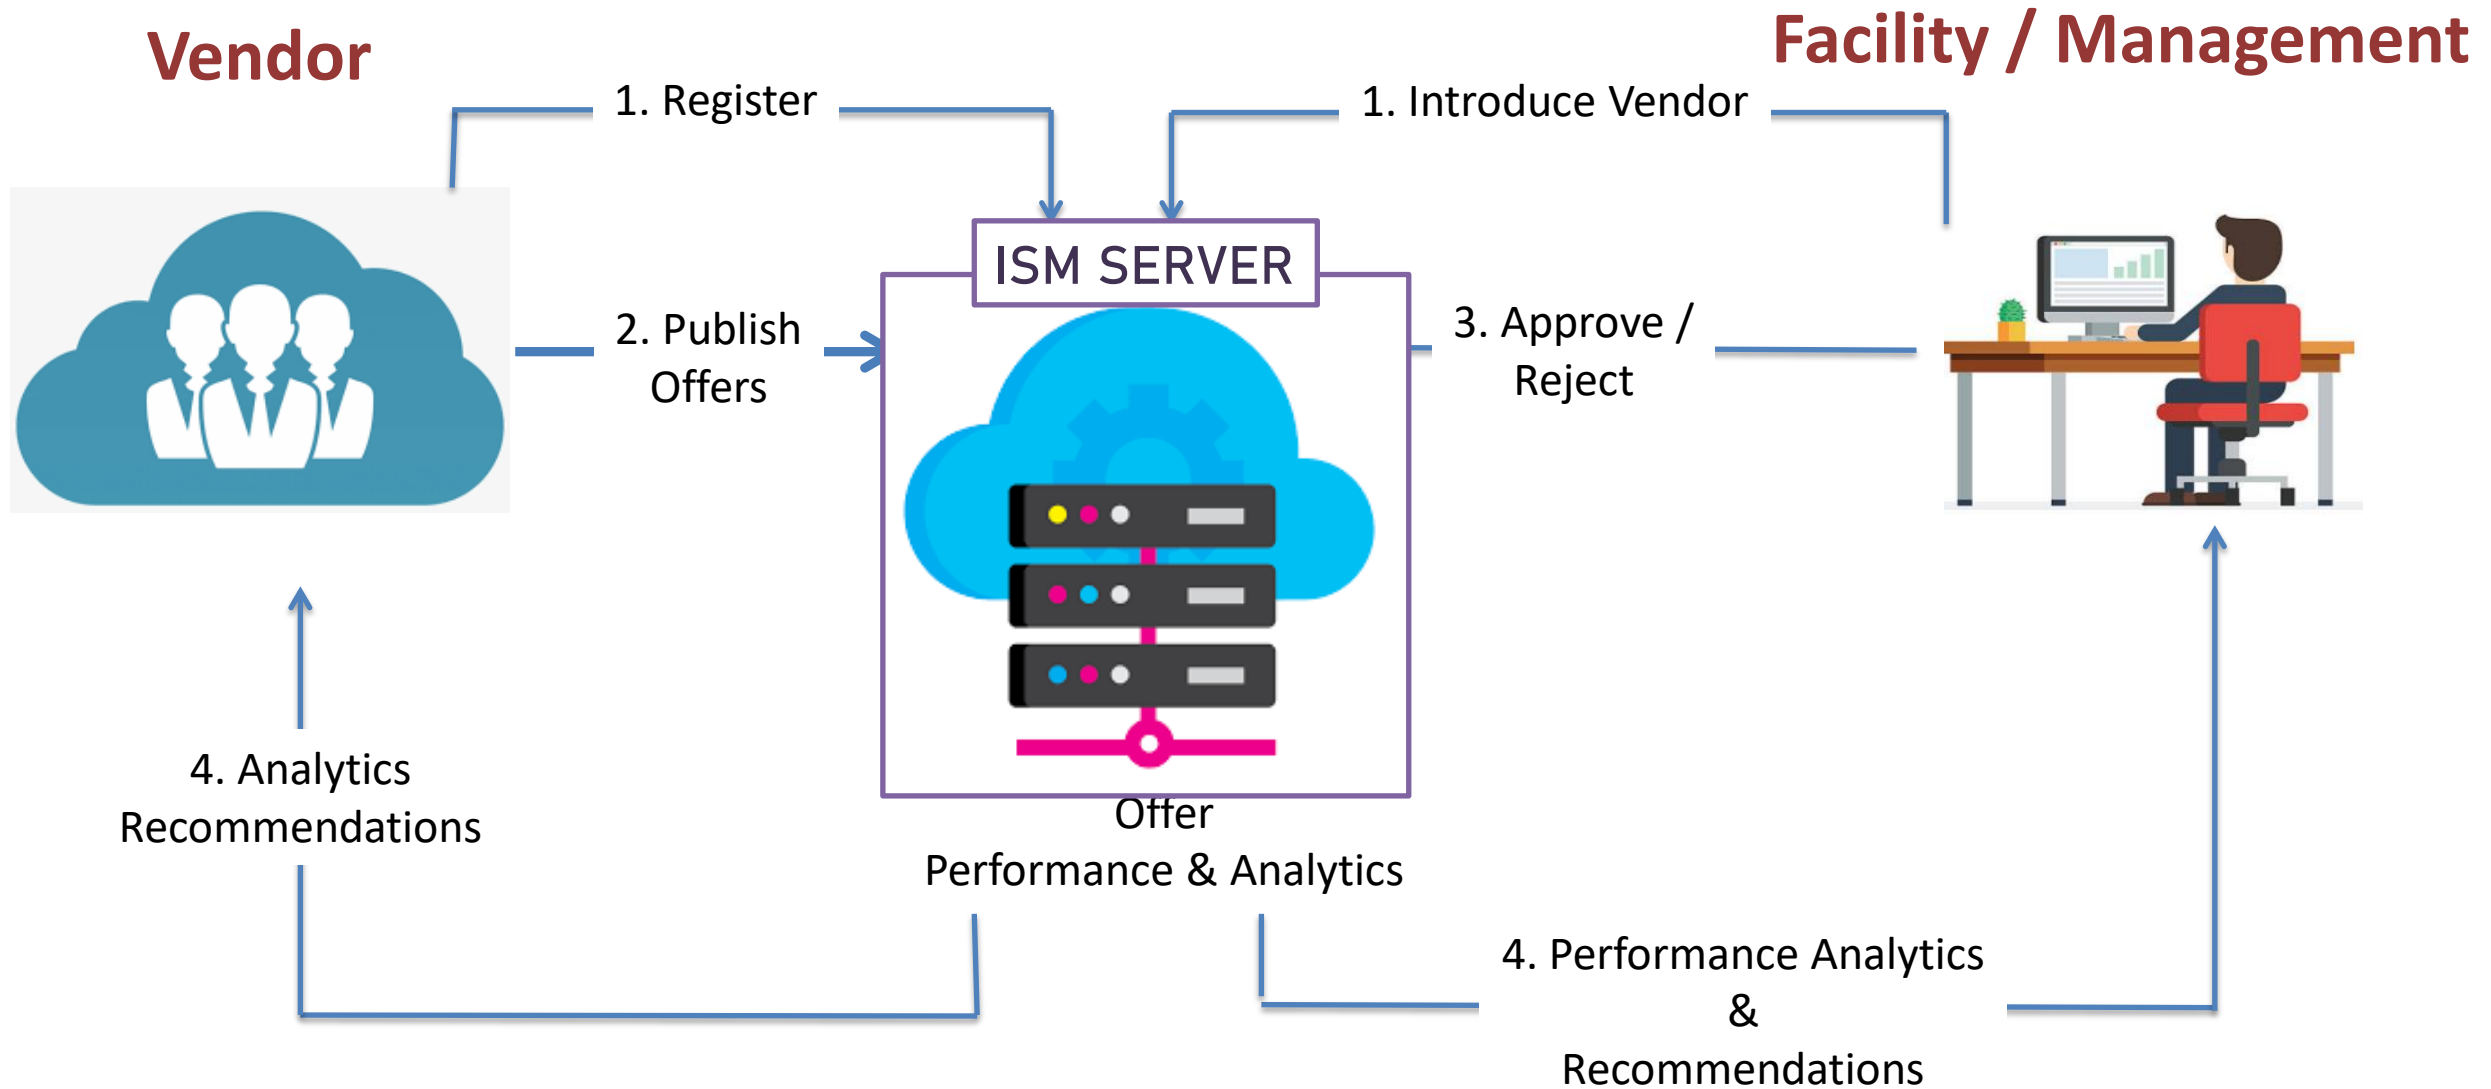 Vendor
Facility / Management
1. Register
1. Introduce Vendor
ISM SERVER
2. Publish
Offers
3. Approve /
Reject
4. Analytics
Recommendations
Offer
Performance & Analytics
4. Performance Analytics
&
Recommendations